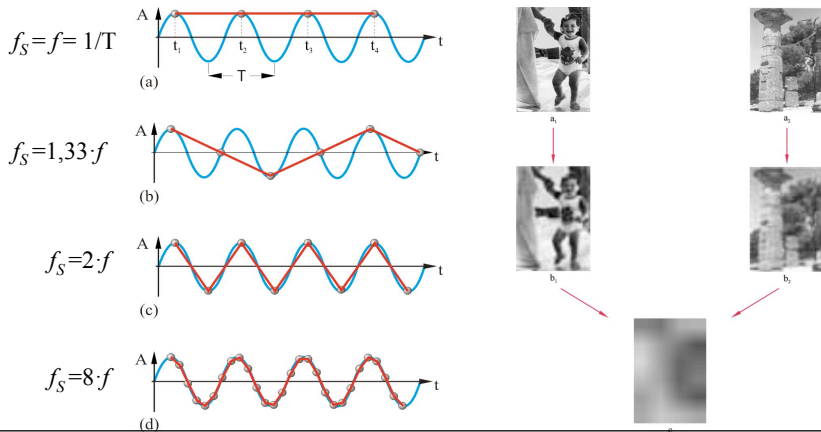 f_S = f = 1/T
A
t₁ t₂ t₃ t₄
t
T
(a)
f_S = 1,33·f
A
t
(b)
f_S = 2·f
A
t
(c)
f_S = 8·f
A
t
(d)
a₁
a₂
b₁
b₂